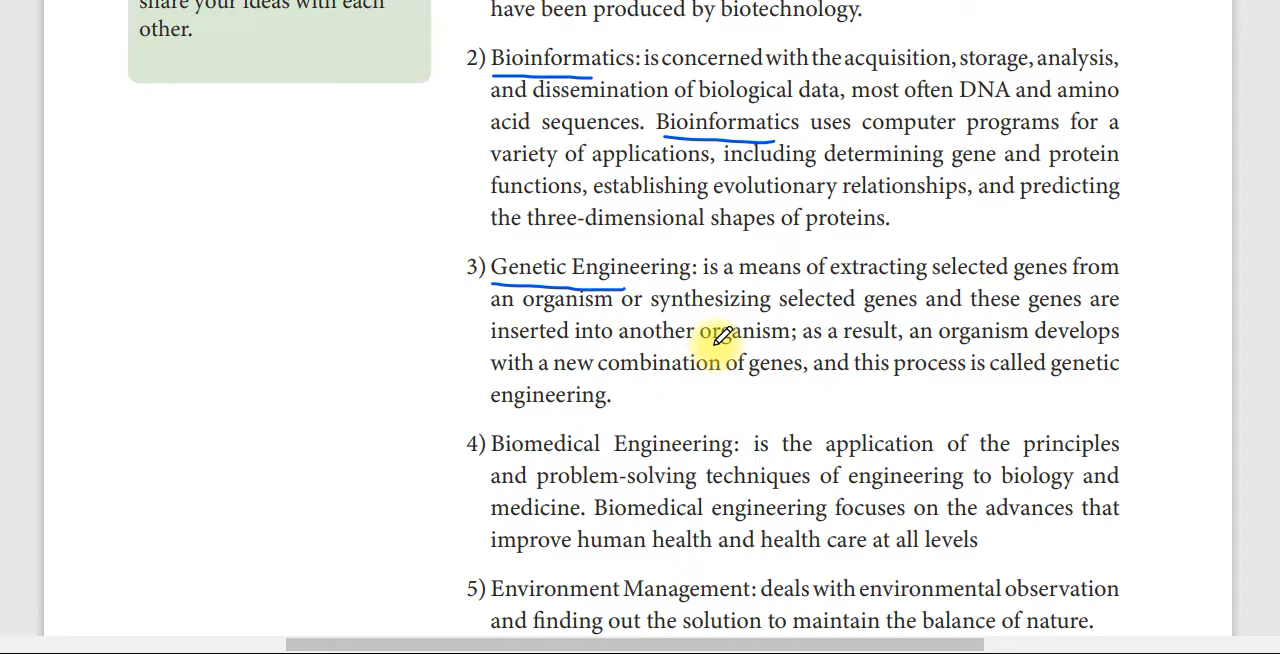 share your ideas with each
other.
have been produced by biotechnology.
2) Bioinformatics: is concerned with the acquisition, storage, analysis,
and dissemination of biological data, most often DNA and amino
acid sequences. Bioinformatics uses computer programs for a
variety of applications, including determining gene and protein
functions, establishing evolutionary relationships, and predicting
the three-dimensional shapes of proteins.
3) Genetic Engineering: is a means of extracting selected genes from
an organism or synthesizing selected genes and these genes are
inserted into another organism; as a result, an organism develops
with a new combination of genes, and this process is called genetic
engineering.
4) Biomedical Engineering: is the application of the principles
and problem-solving techniques of engineering to biology and
medicine. Biomedical engineering focuses on the advances that
improve human health and health care at all levels
5) Environment Management: deals with environmental observation
and finding out the solution to maintain the balance of nature.